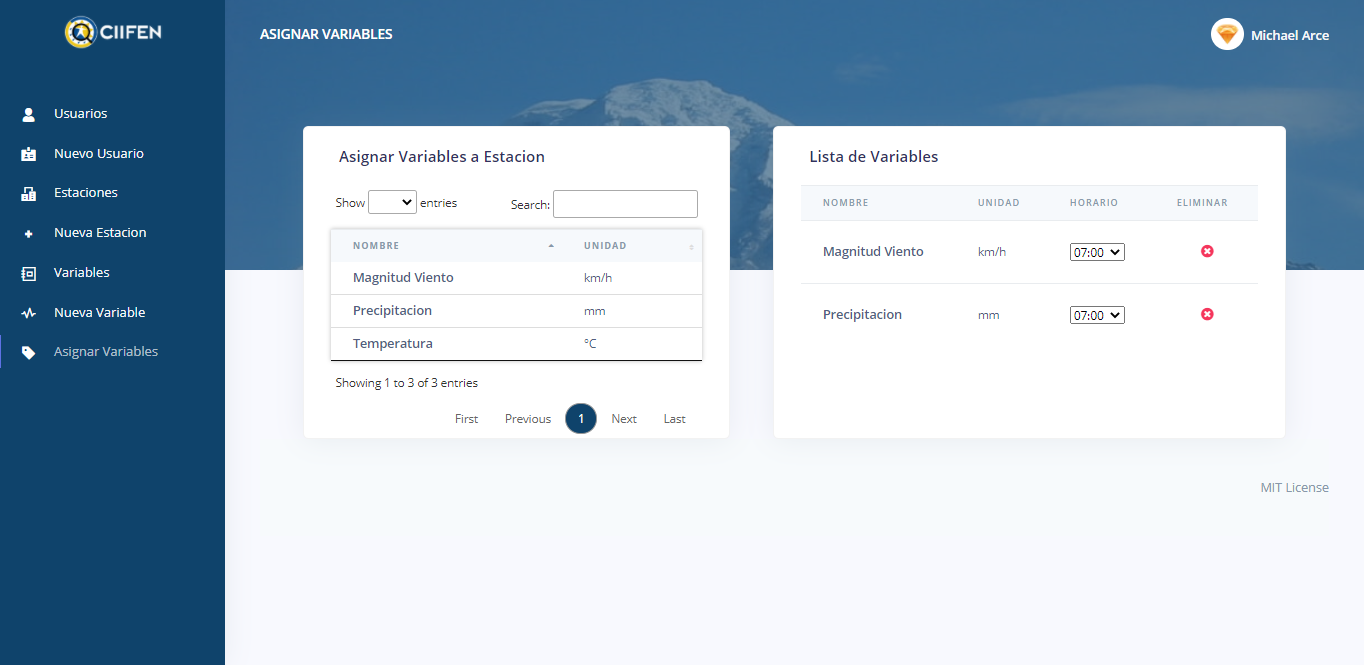 CIIFEN
ASIGNAR VARIABLES
Michael Arce
Usuarios
Nuevo Usuario
Estaciones
Nueva Estacion
Variables
Nueva Variable
Asignar Variables
Asignar Variables a Estacion
Show entries
Search:
NOMBRE UNIDAD
Magnitud Viento km/h
Precipitacion mm
Temperatura °C
Showing 1 to 3 of 3 entries
First Previous 1 Next Last
Lista de Variables
NOMBRE UNIDAD HORARIO ELIMINAR
Magnitud Viento km/h 07:00
Precipitacion mm 07:00
MIT License